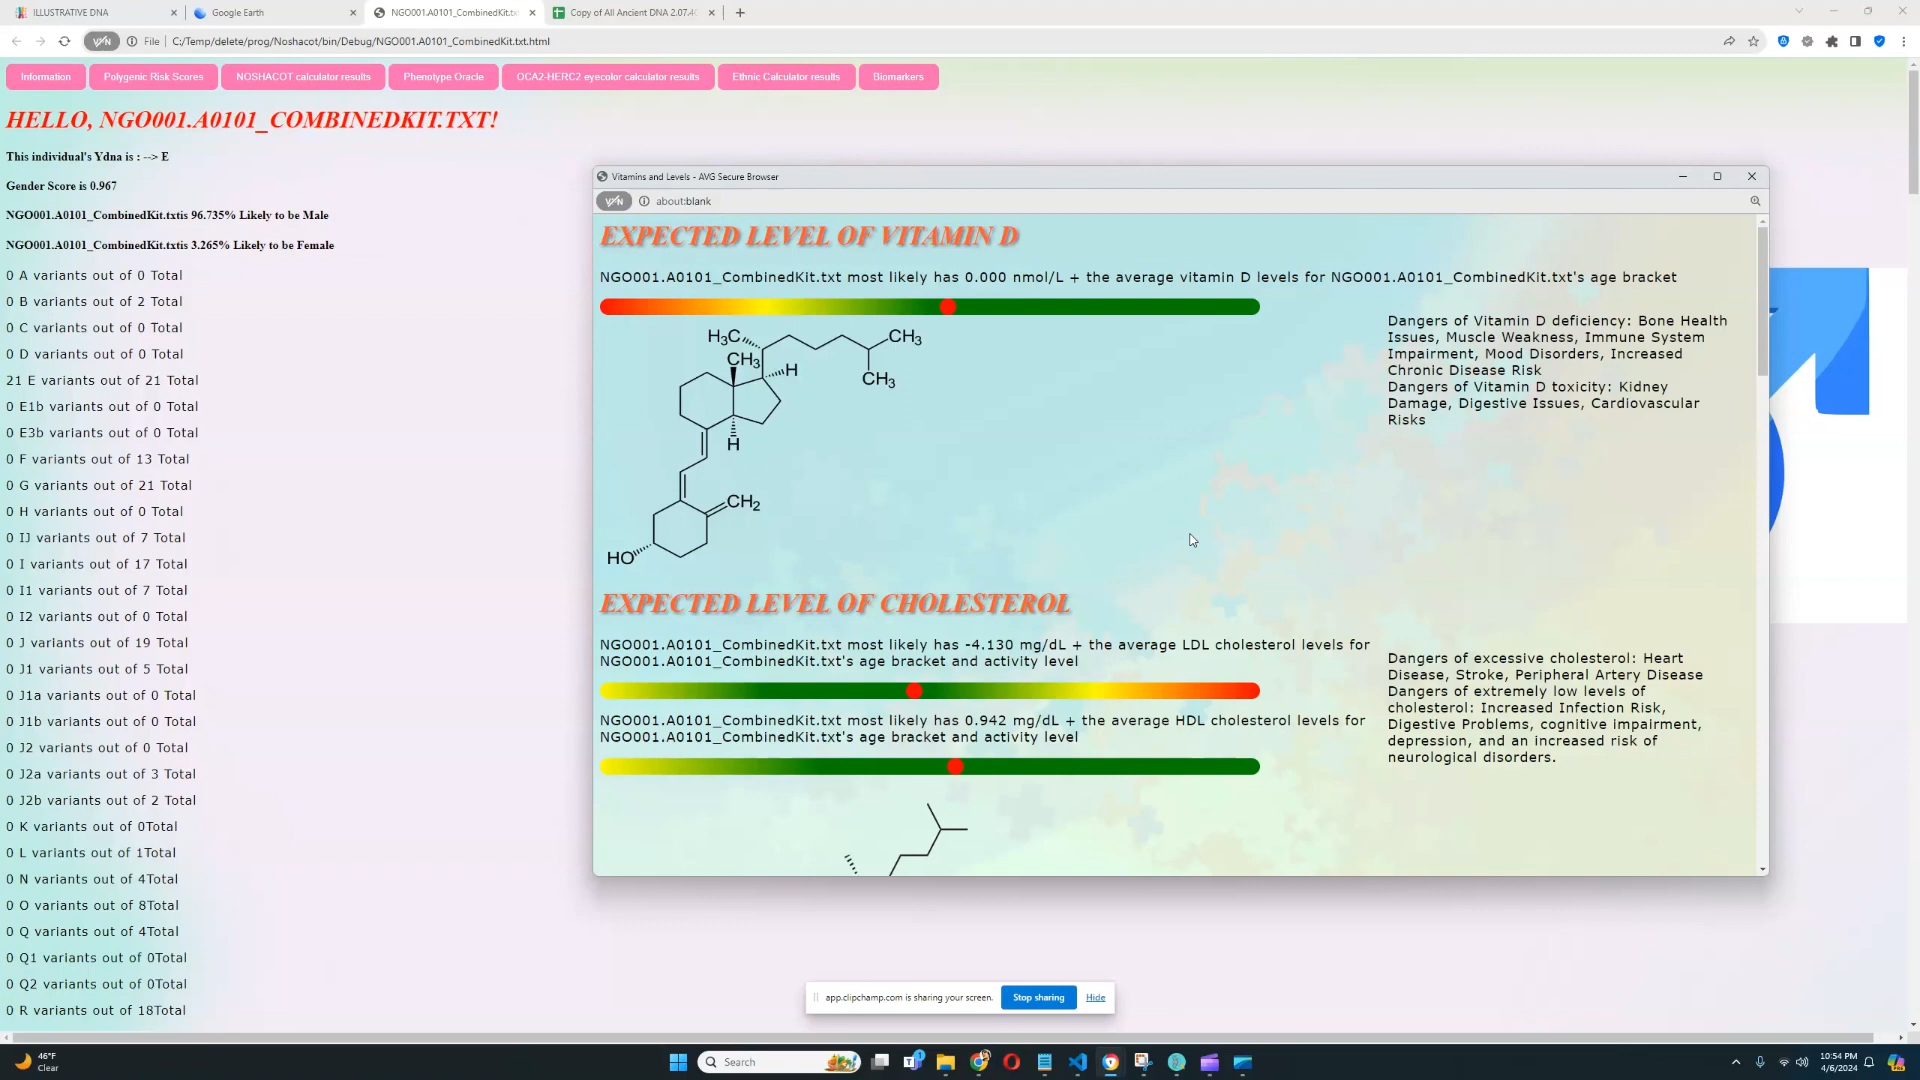 ILLUSTRATIVE DNA
Google Earth
NGO001.A0101_CombinedKit.tx
Copy of All Ancient DNA 2.07.40
File
C:/Temp/delete/prog/Noshacot/bin/Debug/NGO001.A0101_CombinedKit.txt.html
Information
Polygenic Risk Scores
NOSHACOT calculator results
Phenotype Oracle
OCA2-HERC2 eyecolor calculator results
Ethnic Calculator results
Biomarkers
HELLO, NGO001.A0101_COMBINEDKIT.TXT!
This individual's Ydna is : --> E
Gender Score is 0.967
NGO001.A0101_CombinedKit.txtis 96.735% Likely to be Male
NGO001.A0101_CombinedKit.txtis 3.265% Likely to be Female
0 A variants out of 0 Total
0 B variants out of 2 Total
0 C variants out of 0 Total
0 D variants out of 0 Total
21 E variants out of 21 Total
0 E1b variants out of 0 Total
0 E3b variants out of 0 Total
0 F variants out of 13 Total
0 G variants out of 21 Total
0 H variants out of 0 Total
0 IJ variants out of 7 Total
0 I variants out of 17 Total
0 I1 variants out of 7 Total
0 I2 variants out of 0 Total
0 J variants out of 19 Total
0 J1 variants out of 5 Total
0 J1a variants out of 0 Total
0 J1b variants out of 0 Total
0 J2 variants out of 0 Total
0 J2a variants out of 3 Total
0 J2b variants out of 2 Total
0 K variants out of 0Total
0 L variants out of 1Total
0 N variants out of 4Total
0 O variants out of 8Total
0 Q variants out of 4Total
0 Q1 variants out of 0Total
0 Q2 variants out of 0Total
0 R variants out of 18Total
Vitamins and Levels - AVG Secure Browser
about:blank
EXPECTED LEVEL OF VITAMIN D
NGO001.A0101_CombinedKit.txt most likely has 0.000 nmol/L + the average vitamin D levels for NGO001.A0101_CombinedKit.txt's age bracket
H3C
CH3
CH3
H
CH3
H
CH2
HO
Dangers of Vitamin D deficiency: Bone Health
Issues, Muscle Weakness, Immune System
Impairment, Mood Disorders, Increased
Chronic Disease Risk
Dangers of Vitamin D toxicity: Kidney
Damage, Digestive Issues, Cardiovascular
Risks
EXPECTED LEVEL OF CHOLESTEROL
NGO001.A0101_CombinedKit.txt most likely has -4.130 mg/dL + the average LDL cholesterol levels for
NGO001.A0101_CombinedKit.txt's age bracket and activity level
NGO001.A0101_CombinedKit.txt most likely has 0.942 mg/dL + the average HDL cholesterol levels for
NGO001.A0101_CombinedKit.txt's age bracket and activity level
Dangers of excessive cholesterol: Heart
Disease, Stroke, Peripheral Artery Disease
Dangers of extremely low levels of
cholesterol: Increased Infection Risk,
Digestive Problems, cognitive impairment,
depression, and an increased risk of
neurological disorders.
app.clipchamp.com is sharing your screen.
Stop sharing
Hide
46°F
Clear
Search
10:54 PM
4/6/2024